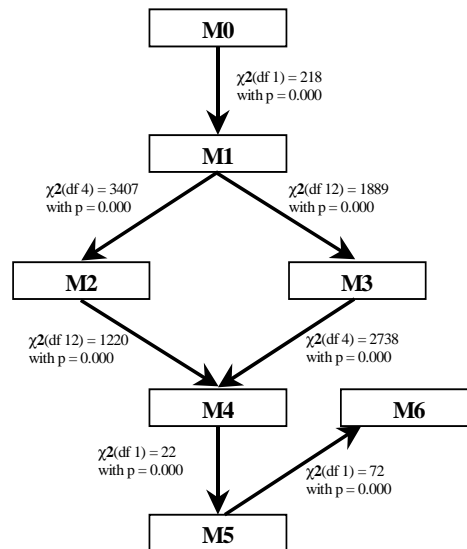 M0
χ2(df 1) = 218
with p = 0.000
M1
χ2(df 4) = 3407
with p = 0.000
χ2(df 12) = 1889
with p = 0.000
M2
M3
χ2(df 12) = 1220
with p = 0.000
χ2(df 4) = 2738
with p = 0.000
M4
M6
χ2(df 1) = 22
with p = 0.000
χ2(df 1) = 72
with p = 0.000
M5